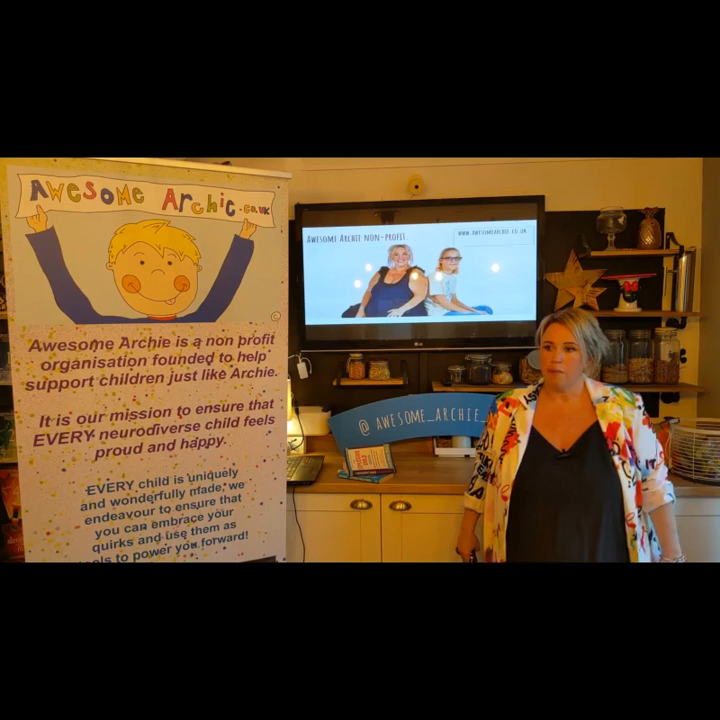 AWESOME ARCHIE.CO.UK
Awesome Archie is a non profit
organisation founded to help
support children just like Archie.
It is our mission to ensure that
EVERY neurodiverse child feels
proud and happy.
EVERY child is uniquely
and wonderfully made, we
endeavour to ensure that
you can embrace your
quirks and use them as
to power you forward!
AWESOME ARCHIE NON-PROFIT.
WWW.AWESOMEARCHIE.CO.UK
@AWESOME_ARCHIE_
LG